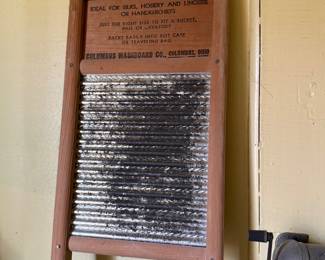 IDEAL FOR SILKS, HOSIERY AND LINGERIE
OR HANDKERCHIEFS
JUST THE RIGHT SIZE TO FIT A BUCKET,
PAIL OR LAVATORY
PACKS EASILY INTO SUIT CASE
OR TRAVELING BAG
COLUMBUS WASHBOARD CO., COLUMBUS, OHIO